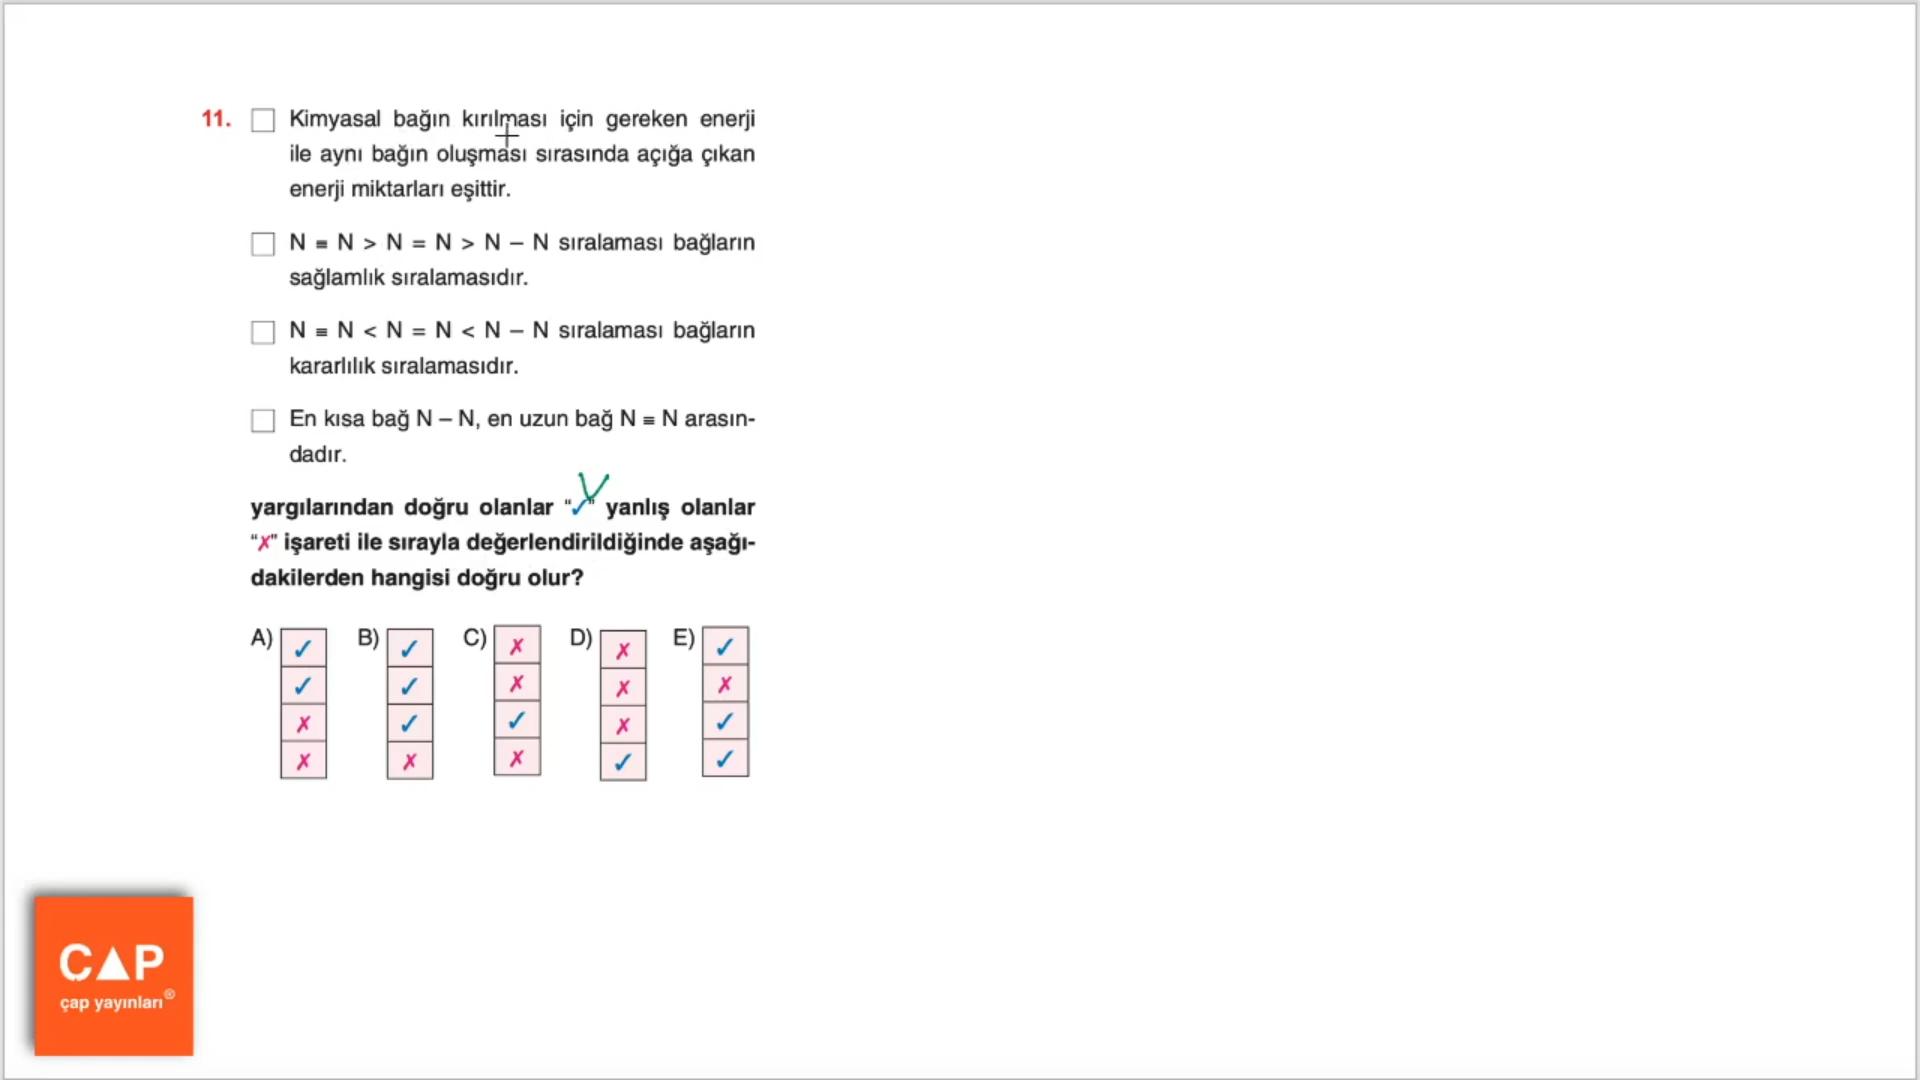 11. Kimyasal bağın kırılması için gereken enerji
ile aynı bağın oluşması sırasında açığa çıkan
enerji miktarları eşittir.
N ≡ N > N = N > N – N sıralaması bağların
sağlamlık sıralamasıdır.
N ≡ N < N = N < N – N sıralaması bağların
kararlılık sıralamasıdır.
En kısa bağ N – N, en uzun bağ N ≡ N arasın-
dadır.
yargılarından doğru olanlar "✓" yanlış olanlar
"✗" işareti ile sırayla değerlendirildiğinde aşağı-
dakilerden hangisi doğru olur?
A) B) C) D) E)
✓ ✓ ✗ ✗ ✓
✓ ✓ ✗ ✗ ✗
✗ ✓ ✓ ✗ ✓
✗ ✗ ✗ ✓ ✓
ÇAP
çap yayınları®